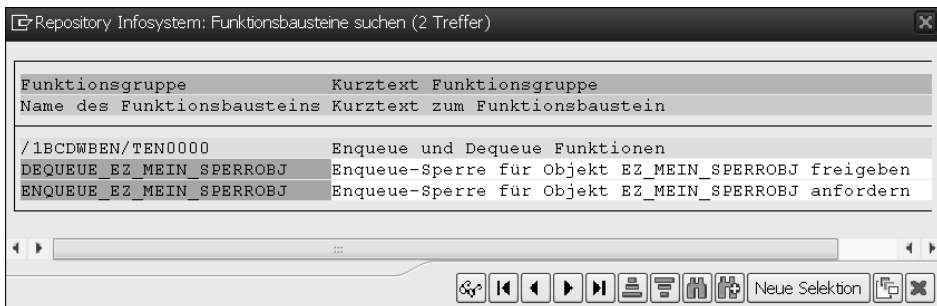 Repository Infosystem: Funktionsbausteine suchen (2 Treffer)
Funktionsgruppe Kurztext Funktionsgruppe
Name des Funktionsbausteins Kurztext zum Funktionsbaustein
/1BCDWBEN/TEN0000 Enqueue und Dequeue Funktionen
DEQUEUE_EZ_MEIN_SPERROBJ Enqueue-Sperre für Objekt EZ_MEIN_SPERROBJ freigeben
ENQUEUE_EZ_MEIN_SPERROBJ Enqueue-Sperre für Objekt EZ_MEIN_SPERROBJ anfordern
Neue Selektion